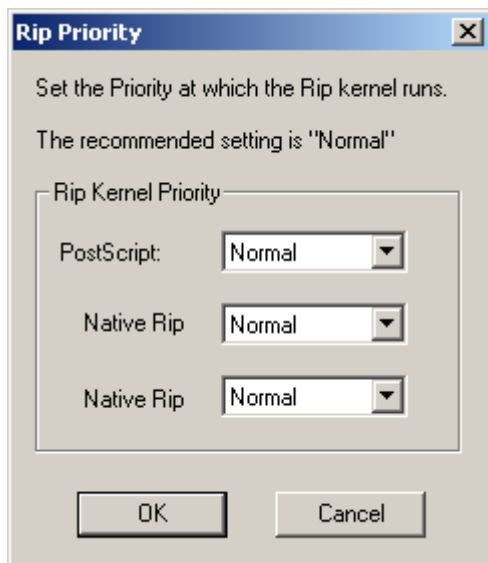 Rip Priority
Set the Priority at which the Rip kernel runs.
The recommended setting is "Normal"
Rip Kernel Priority
PostScript: Normal
Native Rip Normal
Native Rip Normal
OK Cancel